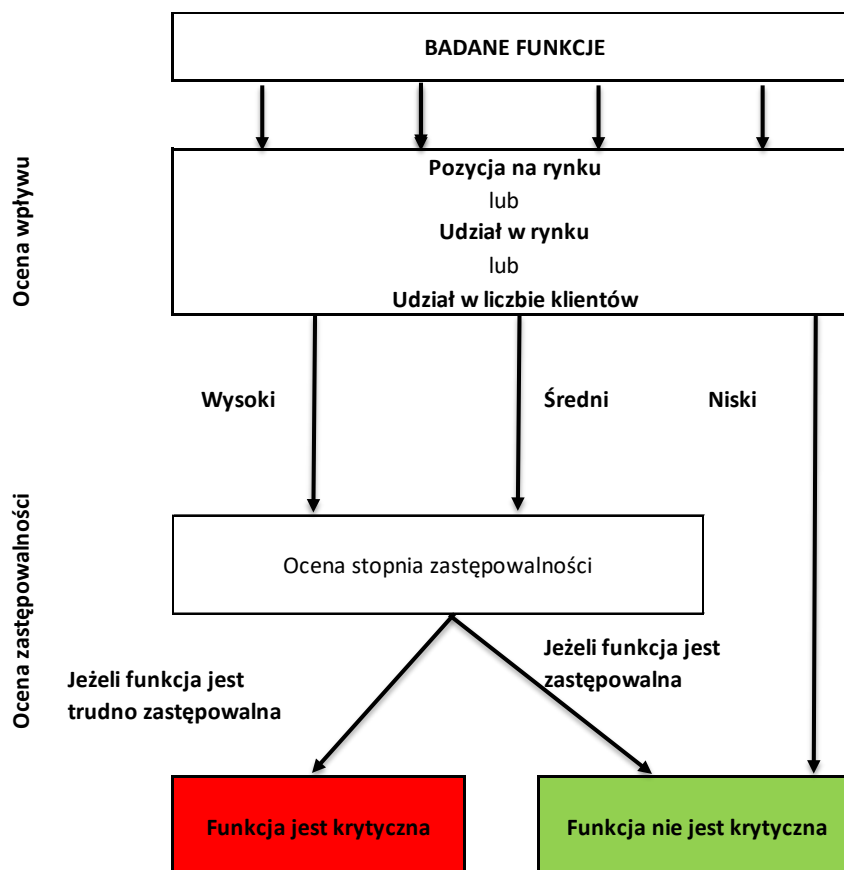 BADANE FUNKCJE
Ocena wpływu
Pozycja na rynku
lub
Udział w rynku
lub
Udział w liczbie klientów
Wysoki
Średni
Niski
Ocena zastępowalności
Ocena stopnia zastępowalności
Jeżeli funkcja jest
trudno zastępowalna
Jeżeli funkcja jest
zastępowalna
Funkcja jest krytyczna
Funkcja nie jest krytyczna